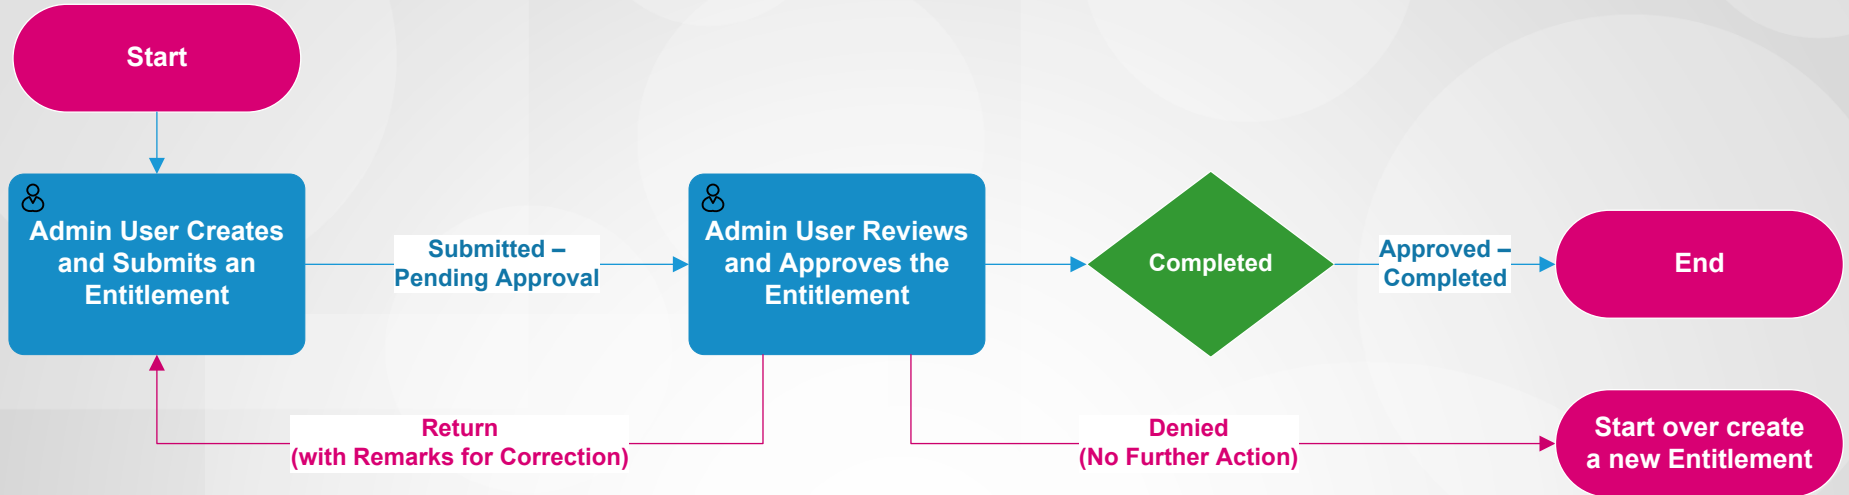 Start
Admin User Creates
and Submits an
Entitlement
Submitted –
Pending Approval
Admin User Reviews
and Approves the
Entitlement
Completed
Approved –
Completed
End
Return
(with Remarks for Correction)
Denied
(No Further Action)
Start over create
a new Entitlement